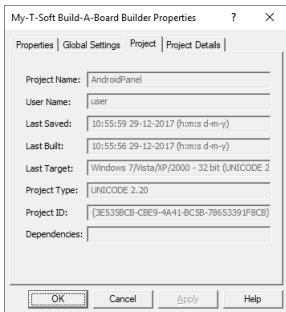 My-T-Soft Build-A-Board Builder Properties ? ×
Properties Global Settings Project Project Details
Project Name: AndroidPanel
User Name: user
Last Saved: 10:55:59 29-12-2017 (h:m:s d-m-y)
Last Built: 10:55:56 29-12-2017 (h:m:s d-m-y)
Last Target: Windows 7/Vista/XP/2000 - 32 bit (UNICODE 2
Project Type: UNICODE 2.20
Project ID: {3E535BCB-CBE9-4A41-BC5B-78653391F8CB}
Dependencies:
OK Cancel Apply Help